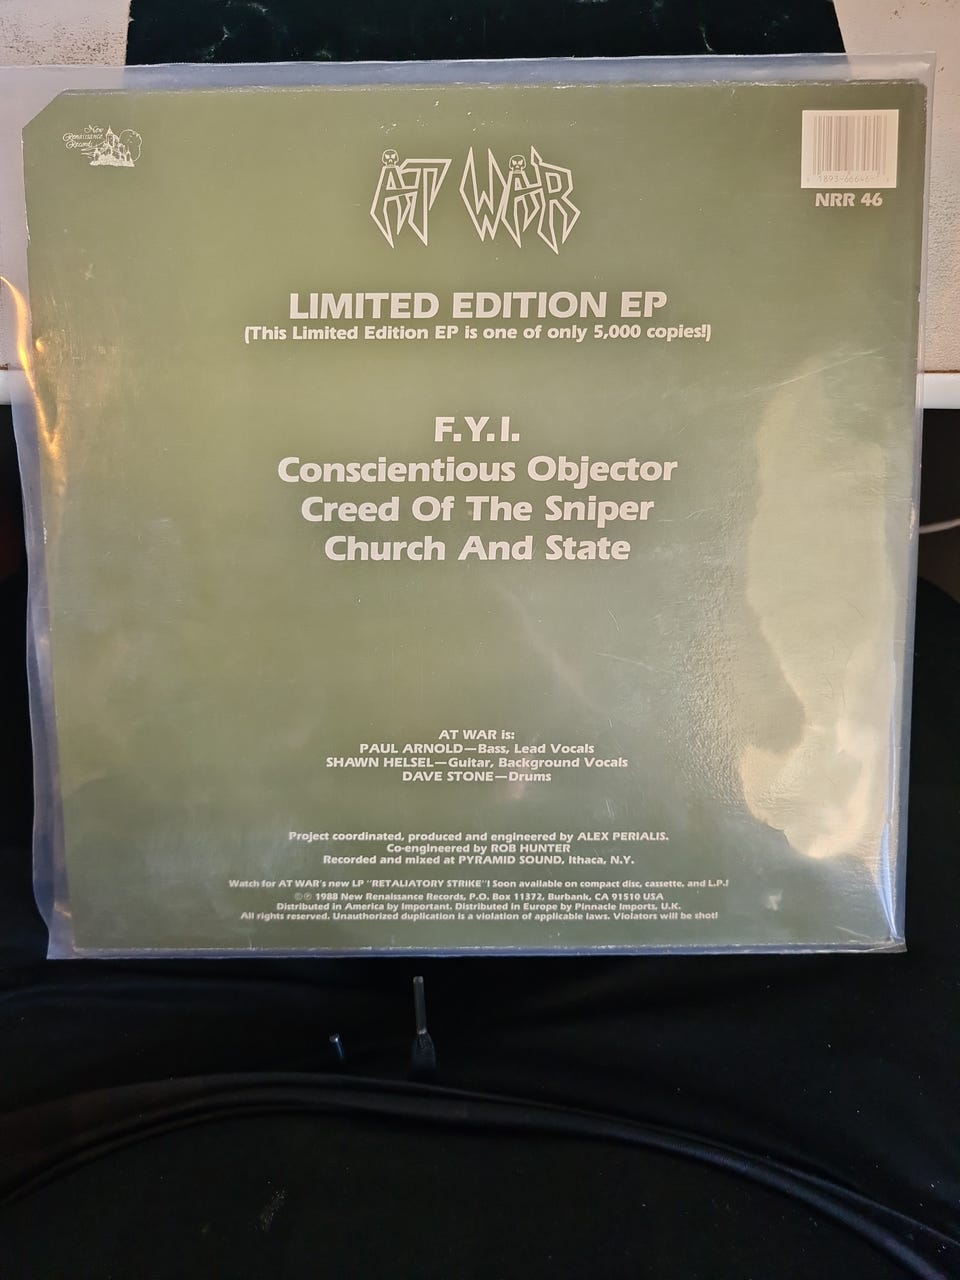 New
Renaissance
Records
AT WAR
NRR 46
LIMITED EDITION EP
(This Limited Edition EP is one of only 5,000 copies!)
F.Y.I.
Conscientious Objector
Creed Of The Sniper
Church And State
AT WAR is:
PAUL ARNOLD—Bass, Lead Vocals
SHAWN HELSEL—Guitar, Background Vocals
DAVE STONE—Drums
Project coordinated, produced and engineered by ALEX PERIALIS.
Co-engineered by ROB HUNTER
Recorded and mixed at PYRAMID SOUND, Ithaca, N.Y.
Watch for AT WAR's new LP "RETALIATORY STRIKE"! Soon available on compact disc, cassette, and L.P.!
©℗ 1988 New Renaissance Records, P.O. Box 11372, Burbank, CA 91510 USA
Distributed in America by Important. Distributed in Europe by Pinnacle Imports, U.K.
All rights reserved. Unauthorized duplication is a violation of applicable laws. Violators will be shot!